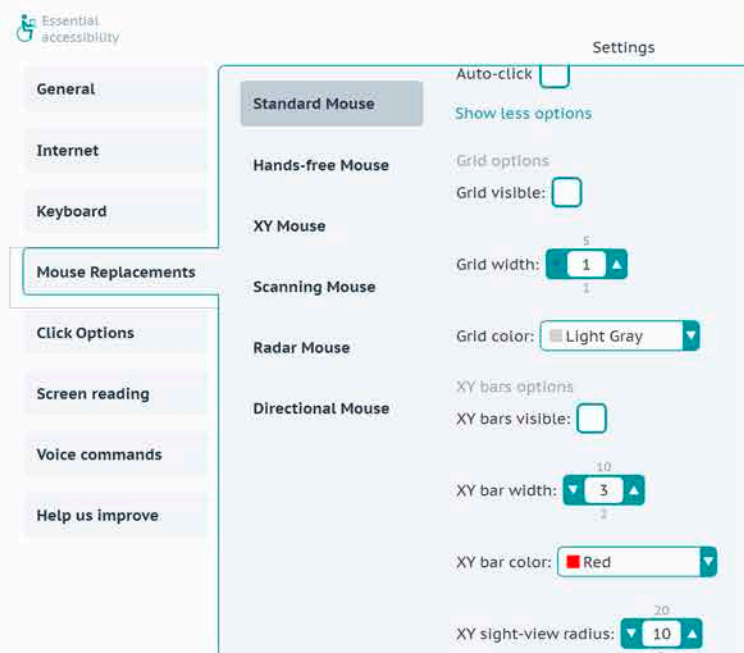 Essential
accessibility
Settings
General
Internet
Keyboard
Mouse Replacements
Click Options
Screen reading
Voice commands
Help us improve
Standard Mouse
Hands-free Mouse
XY Mouse
Scanning Mouse
Radar Mouse
Directional Mouse
Auto-click
Show less options
Grid options
Grid visible:
5
Grid width: 1
1
Grid color: Light Gray
XY bars options
XY bars visible:
10
XY bar width: 3
2
XY bar color: Red
20
XY sight-view radius: 10